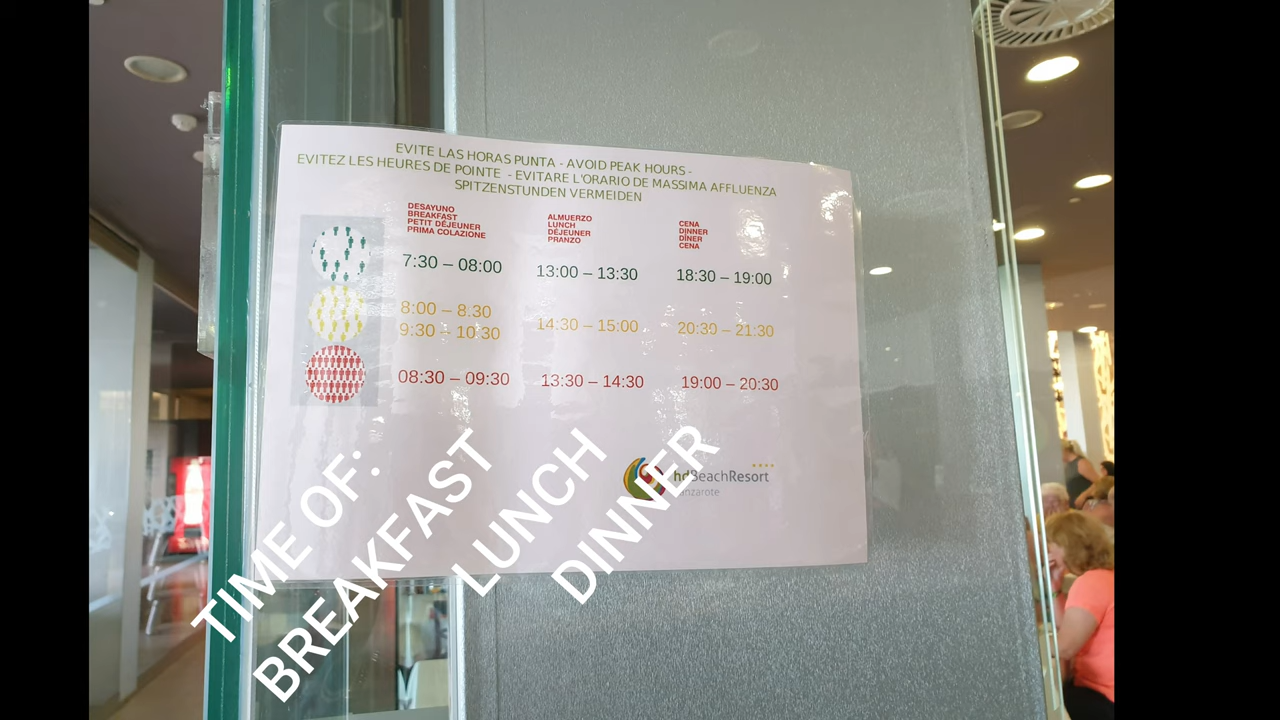 EVITE LAS HORAS PUNTA - AVOID PEAK HOURS -
EVITEZ LES HEURES DE POINTE - EVITARE L'ORARIO DE MASSIMA AFFLUENZA
SPITZENSTUNDEN VERMEIDEN
DESAYUNO
BREAKFAST
PETIT DÉJEUNER
PRIMA COLAZIONE
ALMUERZO
LUNCH
DÉJEUNER
PRANZO
CENA
DINNER
DÎNER
CENA
7:30 – 08:00 13:00 – 13:30 18:30 – 19:00
8:00 – 8:30
9:30 – 10:30 14:30 – 15:00 20:30 – 21:30
08:30 – 09:30 13:30 – 14:30 19:00 – 20:30
hdBeachResort
Lanzarote
TIME OF:
BREAKFAST
LUNCH
DINNER